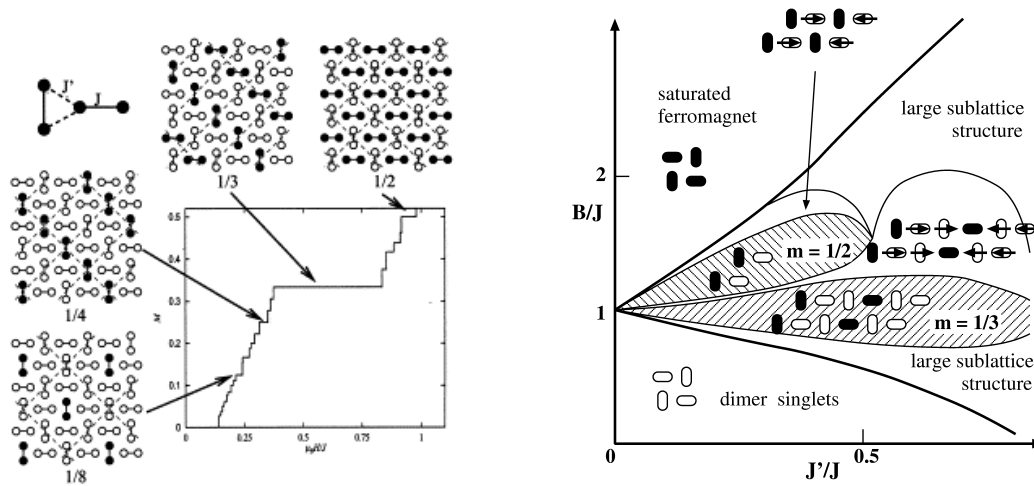 J'
J
1/3
1/2
1/4
1/8
0.5
0.4
0.3
0.2
0.1
0
0
0.25
0.5
0.75
1
M
saturated
ferromagnet
large sublattice
structure
2
B/J
m = 1/2
1
m = 1/3
large sublattice
structure
dimer singlets
0
0.5
J'/J